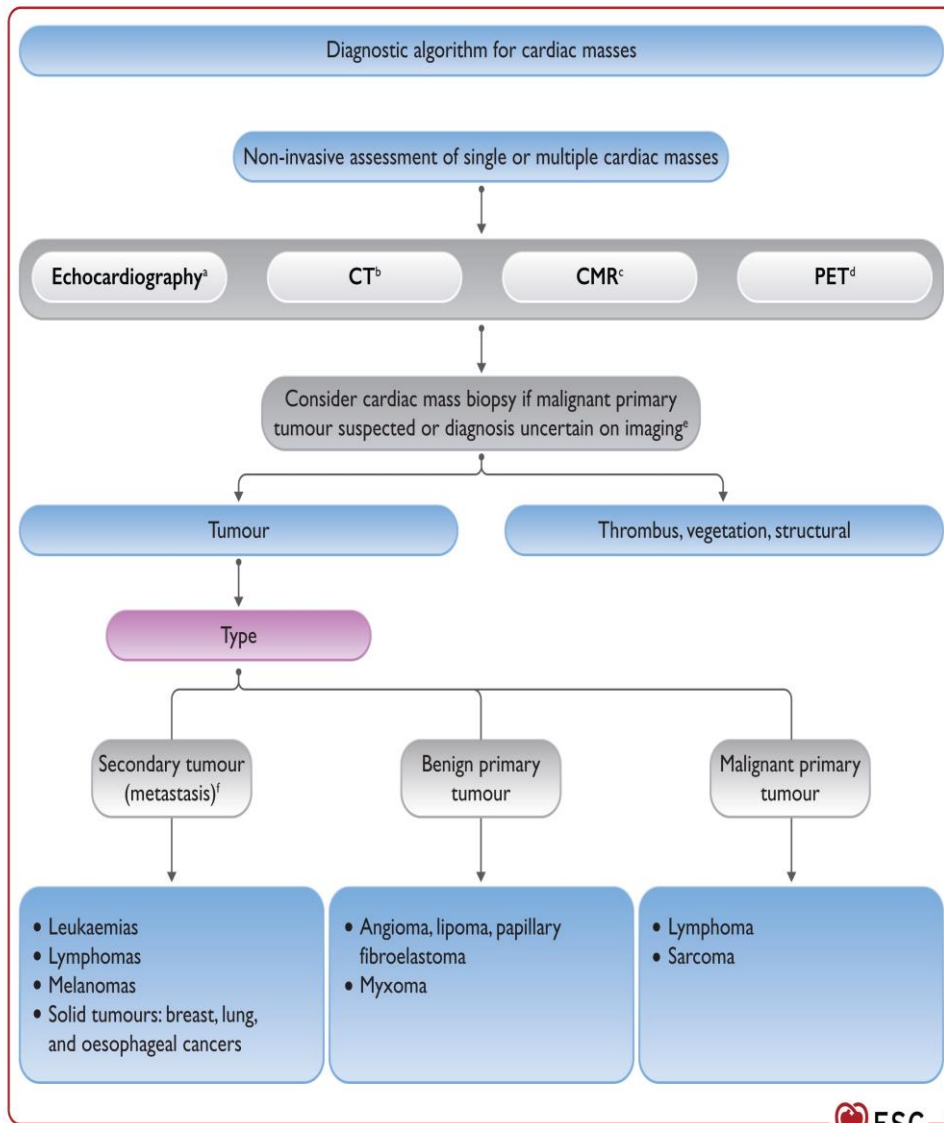 Diagnostic algorithm for cardiac masses
Non-invasive assessment of single or multiple cardiac masses
Echocardiographyᵃ
CTᵇ
CMRᶜ
PETᵈ
Consider cardiac mass biopsy if malignant primary
tumour suspected or diagnosis uncertain on imagingᵉ
Tumour
Thrombus, vegetation, structural
Type
Secondary tumour
(metastasis)ᶠ
Benign primary
tumour
Malignant primary
tumour
• Leukaemias
• Lymphomas
• Melanomas
• Solid tumours: breast, lung,
and oesophageal cancers
• Angioma, lipoma, papillary
fibroelastoma
• Myxoma
• Lymphoma
• Sarcoma
ESC